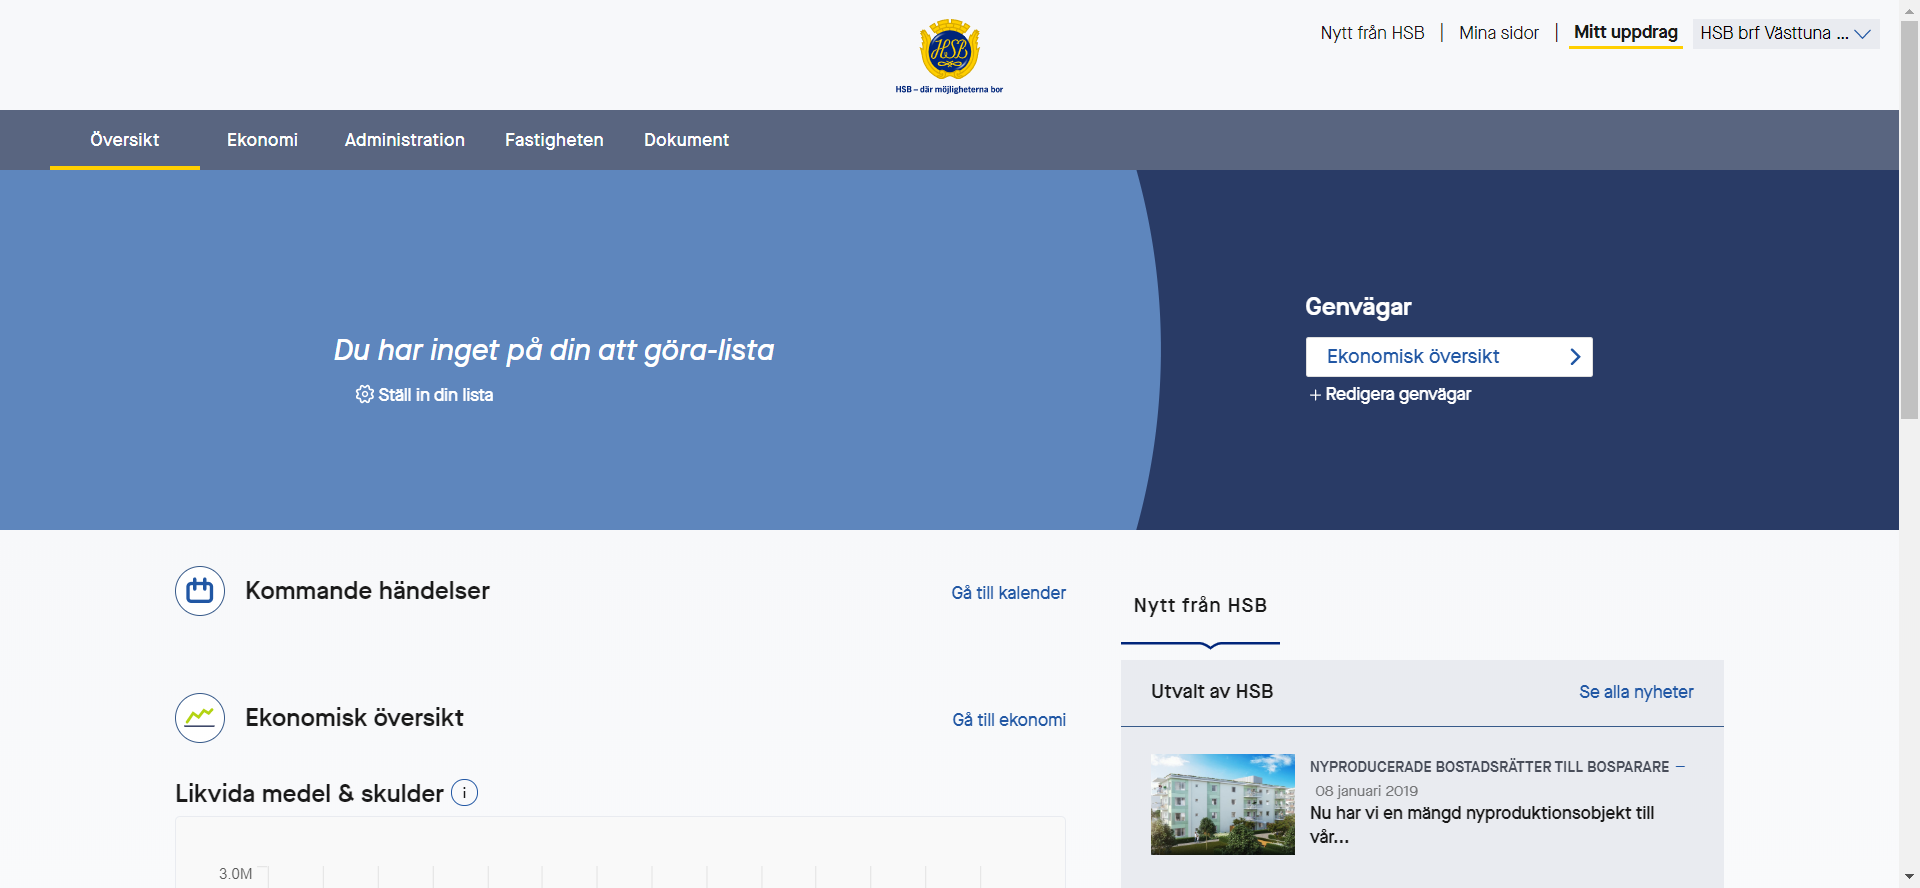 HSB
HSB – där möjligheterna bor
Nytt från HSB
Mina sidor
Mitt uppdrag
HSB brf Västtuna ...
Översikt
Ekonomi
Administration
Fastigheten
Dokument
Du har inget på din att göra-lista
Ställ in din lista
Genvägar
Ekonomisk översikt
+ Redigera genvägar
Kommande händelser
Gå till kalender
Ekonomisk översikt
Gå till ekonomi
Likvida medel & skulder i
3.0M
Nytt från HSB
Utvalt av HSB
Se alla nyheter
NYPRODUCERADE BOSTADSRÄTTER TILL BOSPARARE –
08 januari 2019
Nu har vi en mängd nyproduktionsobjekt till
vår...